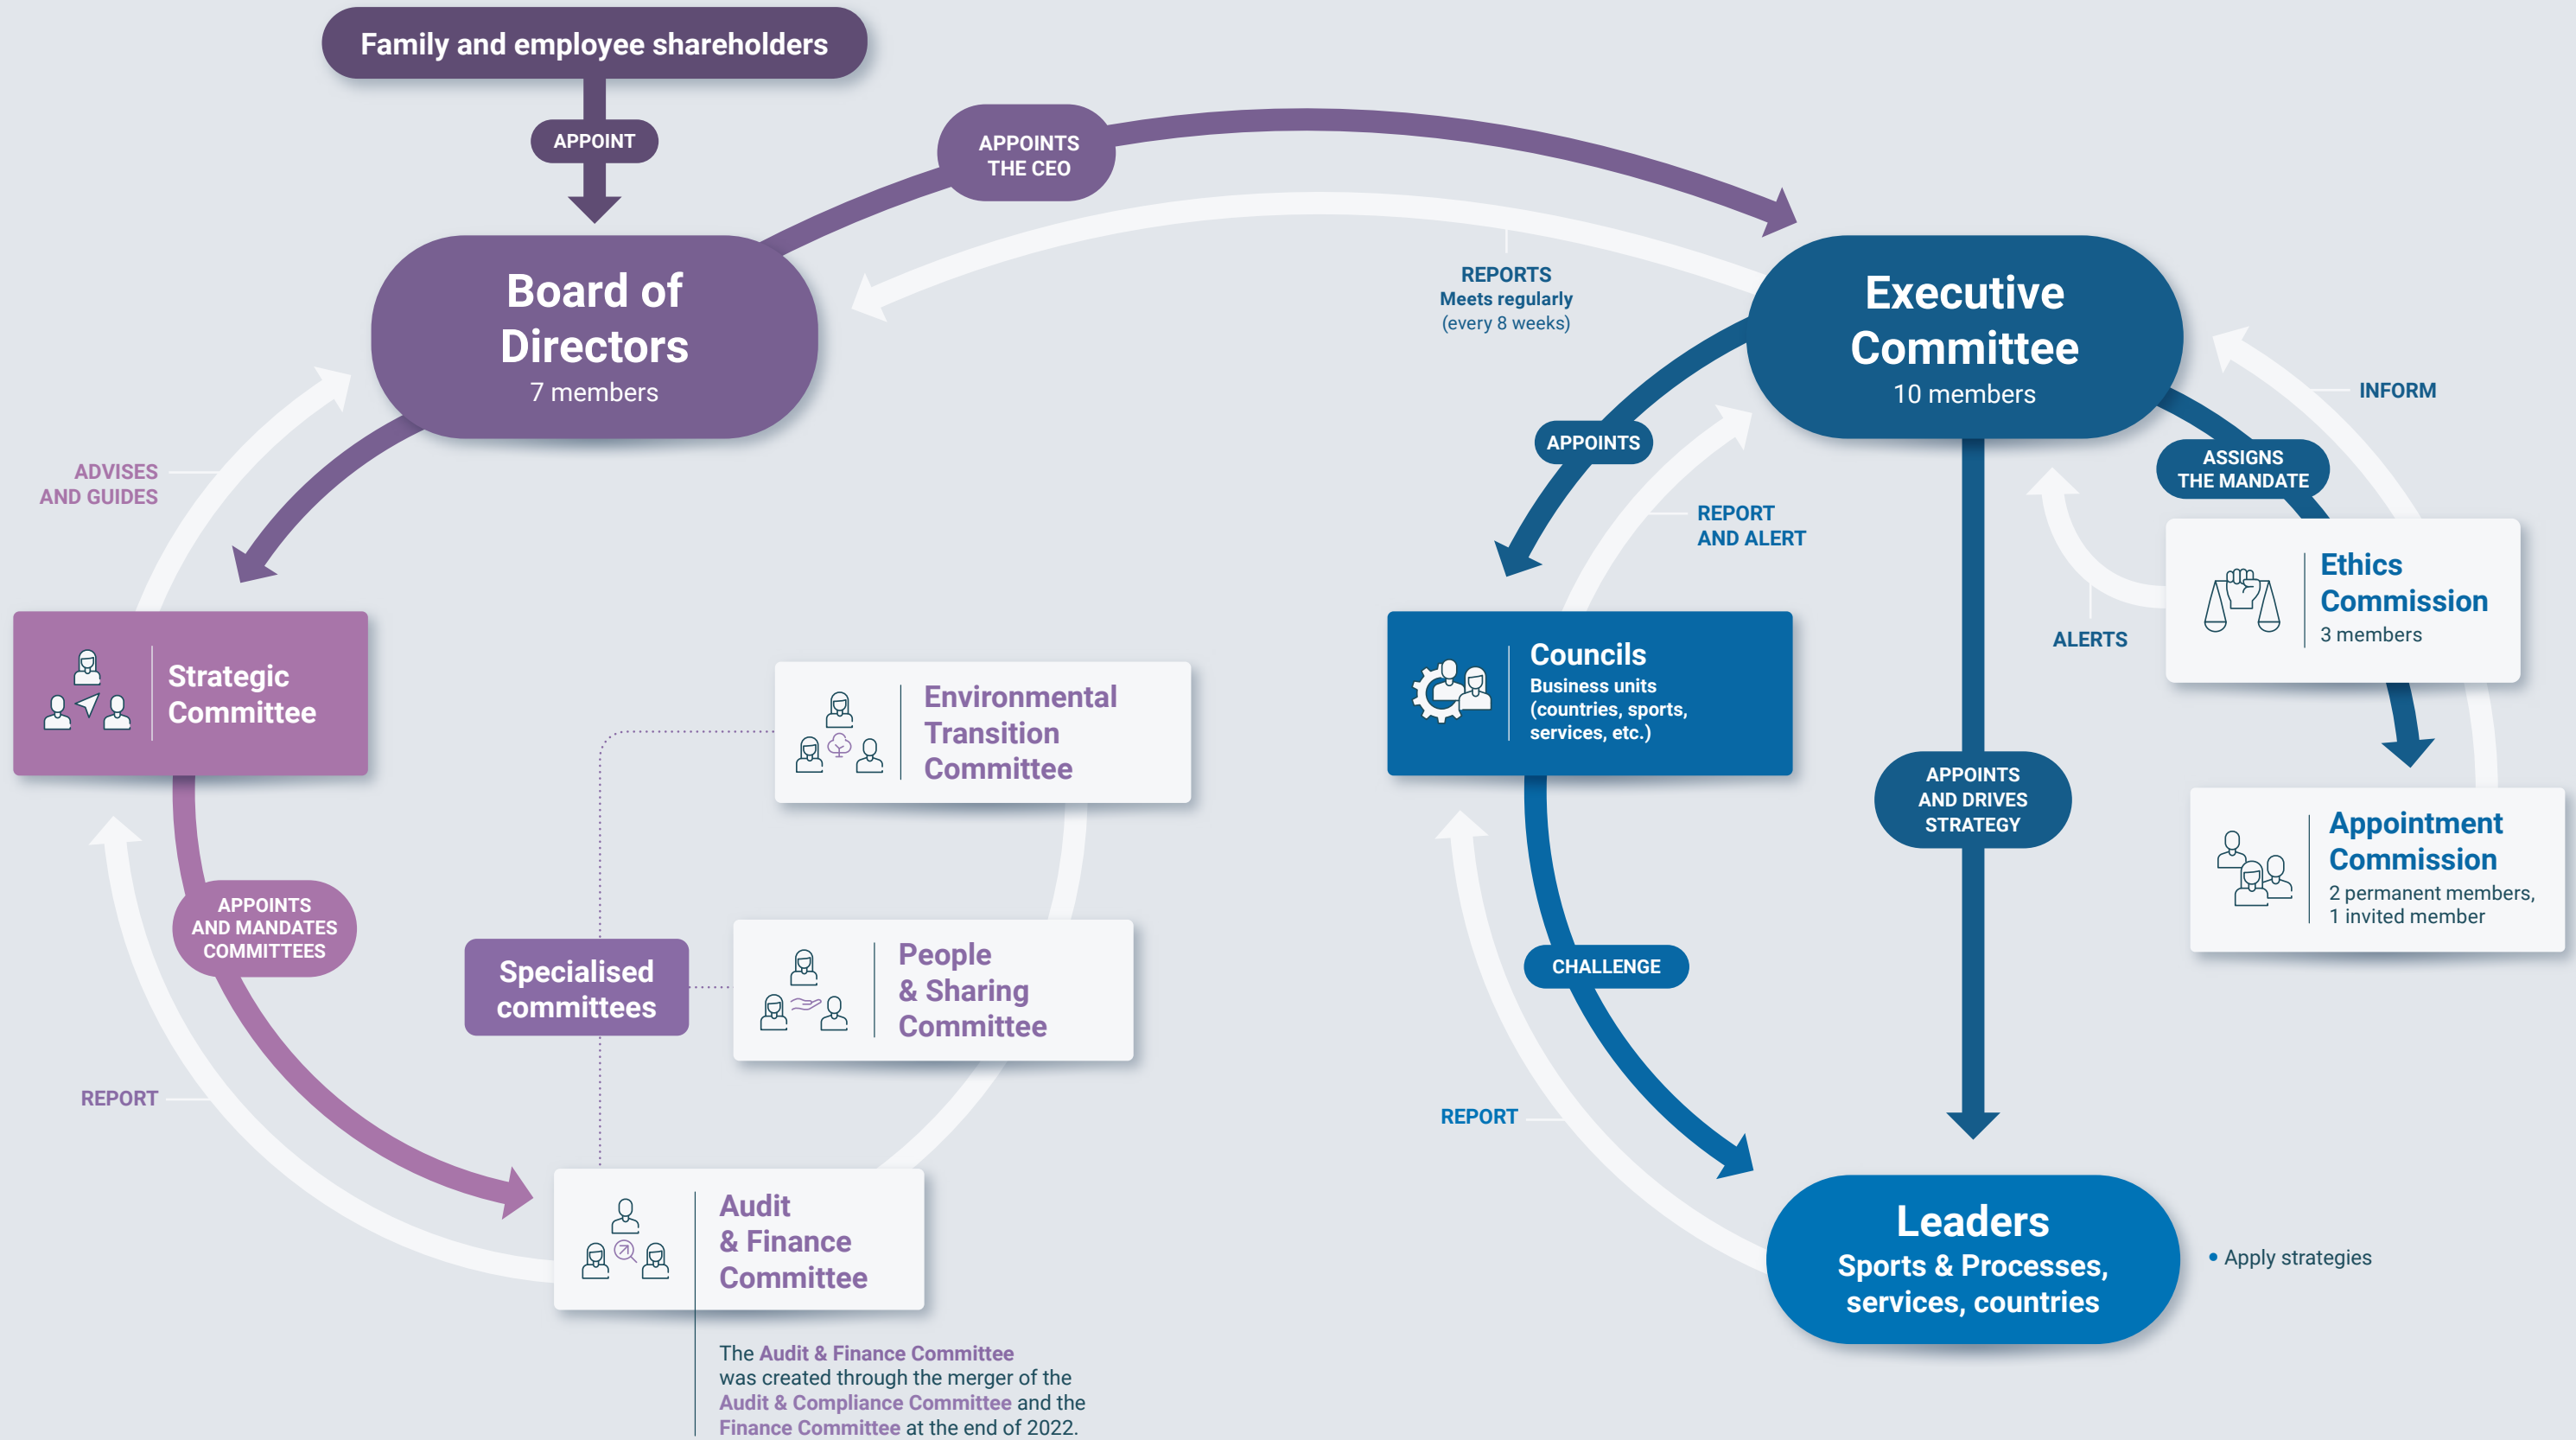 Family and employee shareholders
APPOINT
APPOINTS
THE CEO
Board of
Directors
7 members
REPORTS
Meets regularly
(every 8 weeks)
Executive
Committee
10 members
ADVISES
AND GUIDES
APPOINTS
REPORT
AND ALERT
INFORM
ASSIGNS
THE MANDATE
Ethics
Commission
3 members
ALERTS
Strategic
Committee
Environmental
Transition
Committee
Councils
Business units
(countries, sports,
services, etc.)
APPOINTS
AND DRIVES
STRATEGY
Appointment
Commission
2 permanent members,
1 invited member
APPOINTS
AND MANDATES
COMMITTEES
Specialised
committees
People
& Sharing
Committee
CHALLENGE
REPORT
REPORT
Audit
& Finance
Committee
Leaders
Sports & Processes,
services, countries
• Apply strategies
The Audit & Finance Committee
was created through the merger of the
Audit & Compliance Committee and the
Finance Committee at the end of 2022.